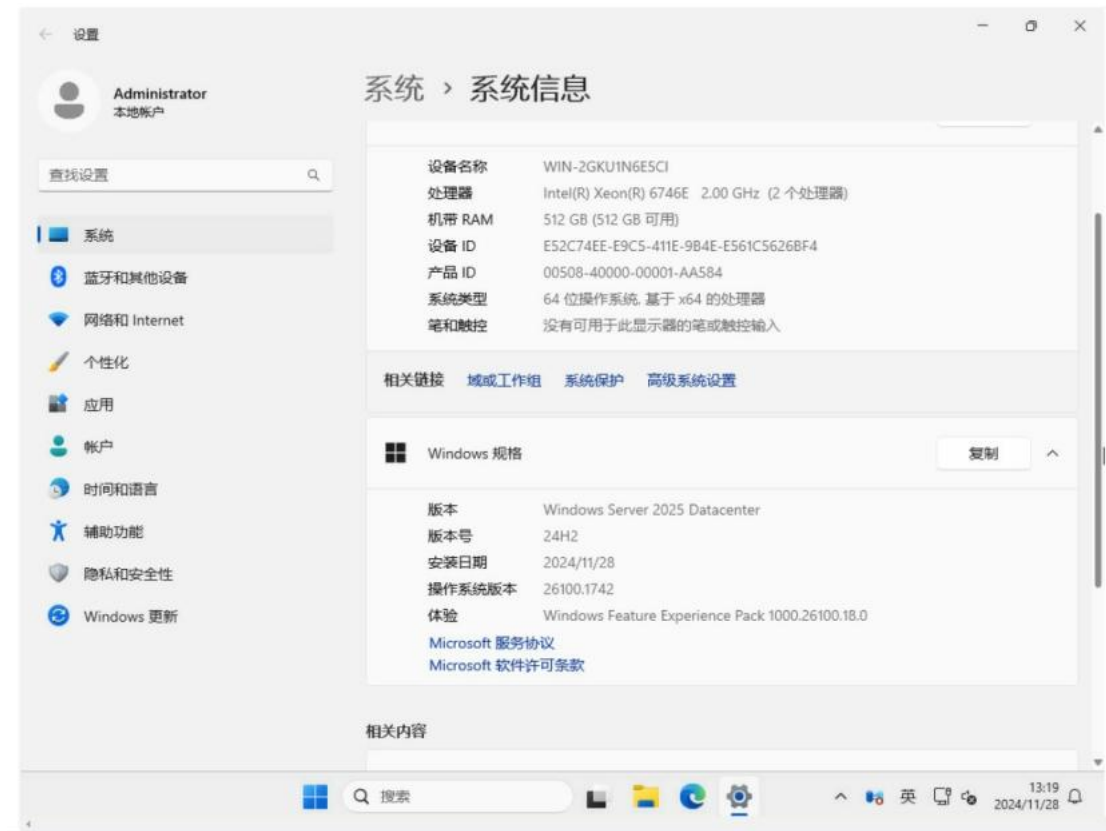 设置
Administrator
本地帐户
查找设置
系统
蓝牙和其他设备
网络和 Internet
个性化
应用
帐户
时间和语言
辅助功能
隐私和安全性
Windows 更新
系统 › 系统信息
设备名称 WIN-2GKU1N6E5CI
处理器 Intel(R) Xeon(R) 6746E 2.00 GHz (2 个处理器)
机带 RAM 512 GB (512 GB 可用)
设备 ID E52C74EE-E9C5-411E-9B4E-E561C5626BF4
产品 ID 00508-40000-00001-AA584
系统类型 64 位操作系统, 基于 x64 的处理器
笔和触控 没有可用于此显示器的笔或触控输入
相关链接 域或工作组 系统保护 高级系统设置
Windows 规格 复制
版本 Windows Server 2025 Datacenter
版本号 24H2
安装日期 2024/11/28
操作系统版本 26100.1742
体验 Windows Feature Experience Pack 1000.26100.18.0
Microsoft 服务协议
Microsoft 软件许可条款
相关内容
搜索
英
13:19
2024/11/28